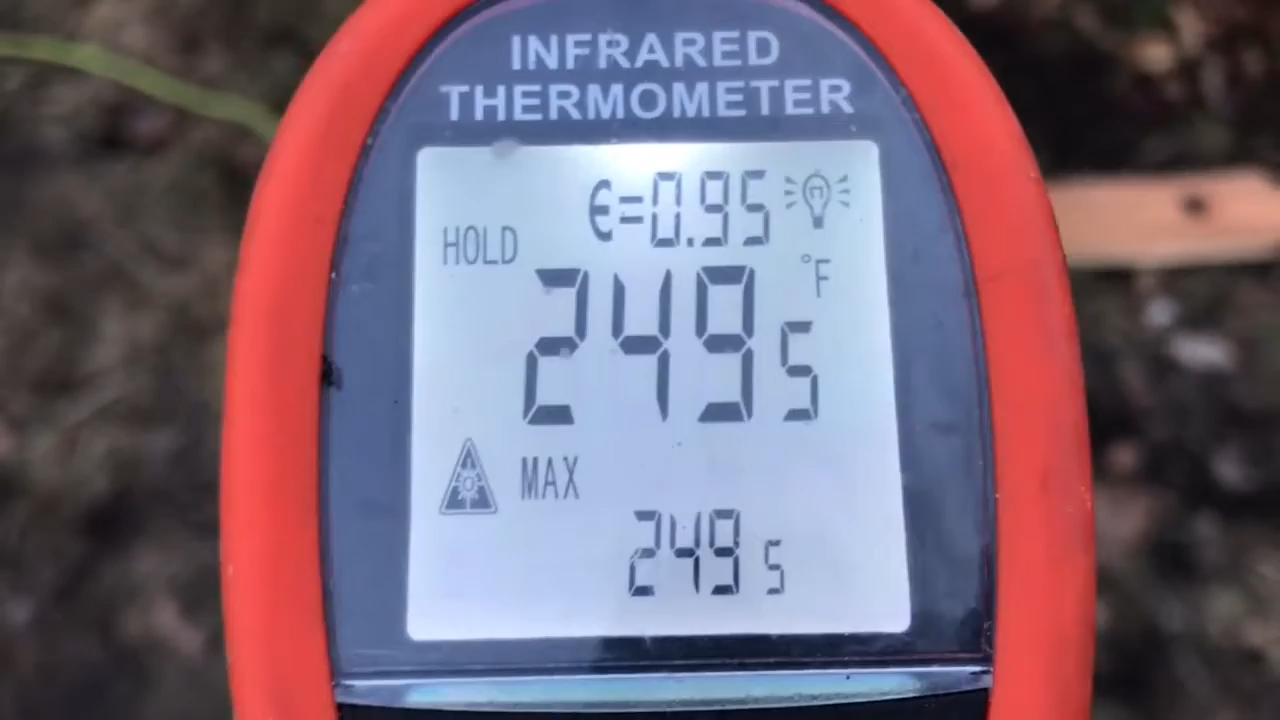 INFRARED
THERMOMETER
€=0.95
HOLD
°F
249 5
MAX
249 5